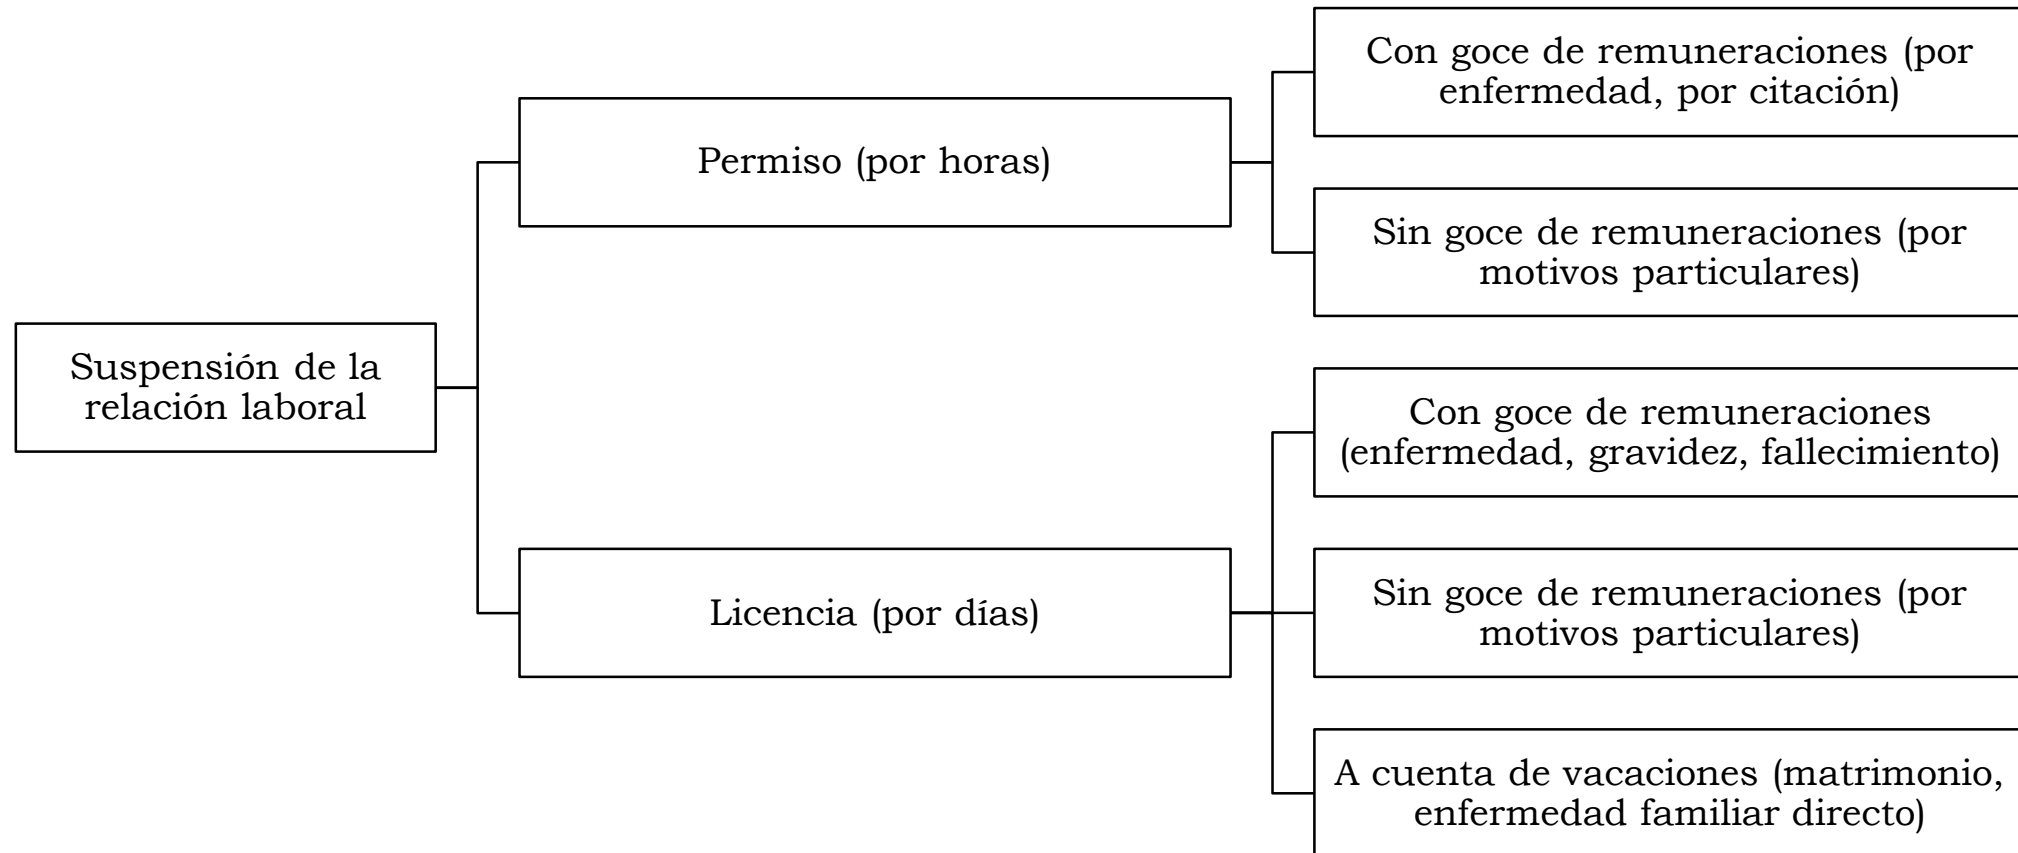 Suspensión de la
relación laboral
Permiso (por horas)
Con goce de remuneraciones (por
enfermedad, por citación)
Sin goce de remuneraciones (por
motivos particulares)
Licencia (por días)
Con goce de remuneraciones
(enfermedad, gravidez, fallecimiento)
Sin goce de remuneraciones (por
motivos particulares)
A cuenta de vacaciones (matrimonio,
enfermedad familiar directo)